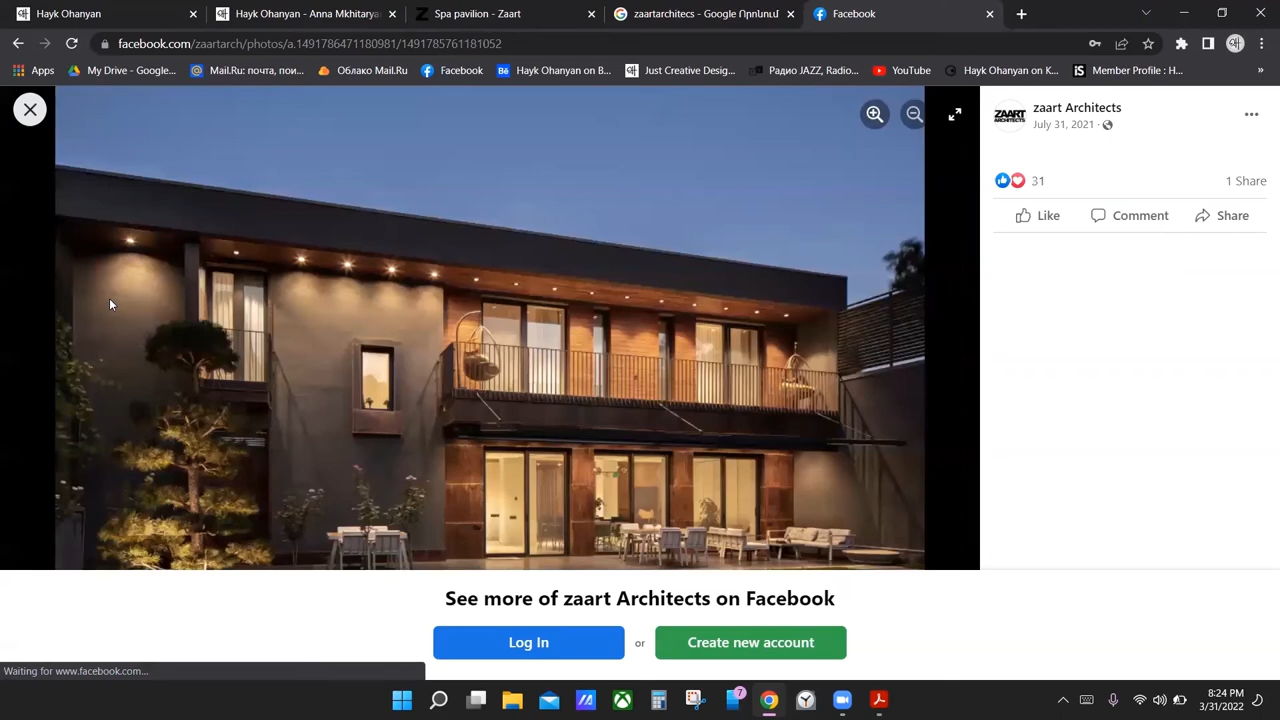 Hayk Ohanyan
Hayk Ohanyan - Anna Mkhitarya
Spa pavilion - Zaart
zaartarchitecs - Google Որոնում
Facebook
facebook.com/zaartarch/photos/a.1491786471180981/1491785761181052
Apps
My Drive - Google...
Mail.Ru: почта, пои...
Облако Mail.Ru
Facebook
Hayk Ohanyan on B...
Just Creative Desig...
Радио JAZZ, Радио...
YouTube
Hayk Ohanyan on K...
Member Profile : H...
»
ZAART
ARCHITECTS
zaart Architects
July 31, 2021 ·
31
1 Share
Like
Comment
Share
See more of zaart Architects on Facebook
Log In
or
Create new account
Waiting for www.facebook.com...
7
8:24 PM
3/31/2022